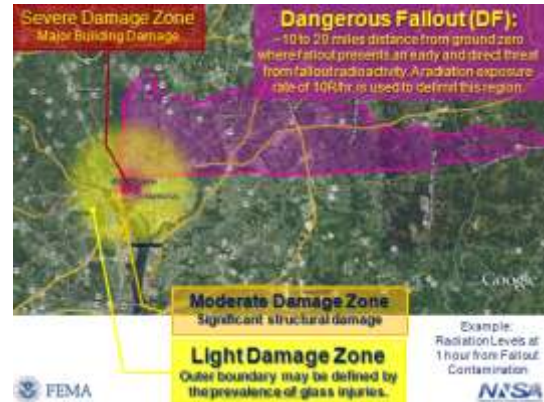 Severe Damage Zone
Major Building Damage
Dangerous Fallout (DF):
~10 to 20 miles distance from ground zero
where fallout presents an early and direct threat
from fallout radioactivity. A radiation exposure
rate of 10R/hr. is used to delimit this region.
Google
Moderate Damage Zone
Significant structural damage
Light Damage Zone
Outer boundary may be defined by
the prevalence of glass injuries.
Example:
Radiation Levels at
1 hour from Fallout
Contamination
FEMA
NNSA